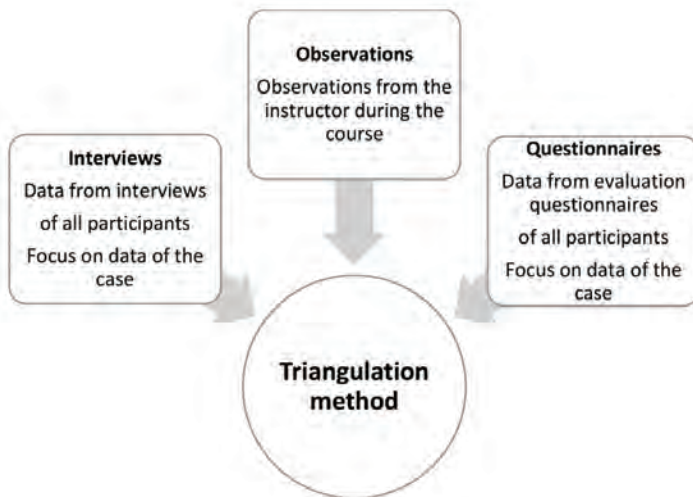 Observations
Observations from the
instructor during the
course
Interviews
Data from interviews
of all participants
Focus on data of the
case
Questionnaires
Data from evaluation
questionnaires
of all participants
Focus on data of the
case
Triangulation
method